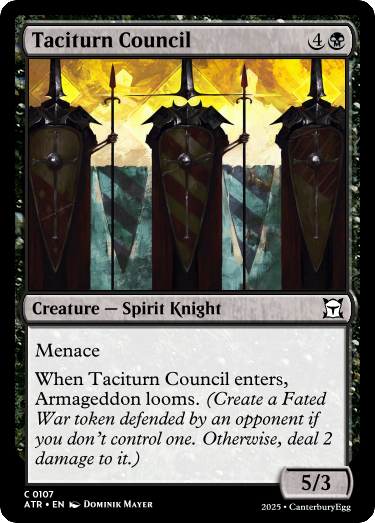 Taciturn Council
4
Creature — Spirit Knight
Menace
When Taciturn Council enters,
Armageddon looms. (Create a Fated
War token defended by an opponent if
you don't control one. Otherwise, deal 2
damage to it.)
5/3
C 0107
ATR • EN Dominik Mayer
2025 • CanterburyEgg